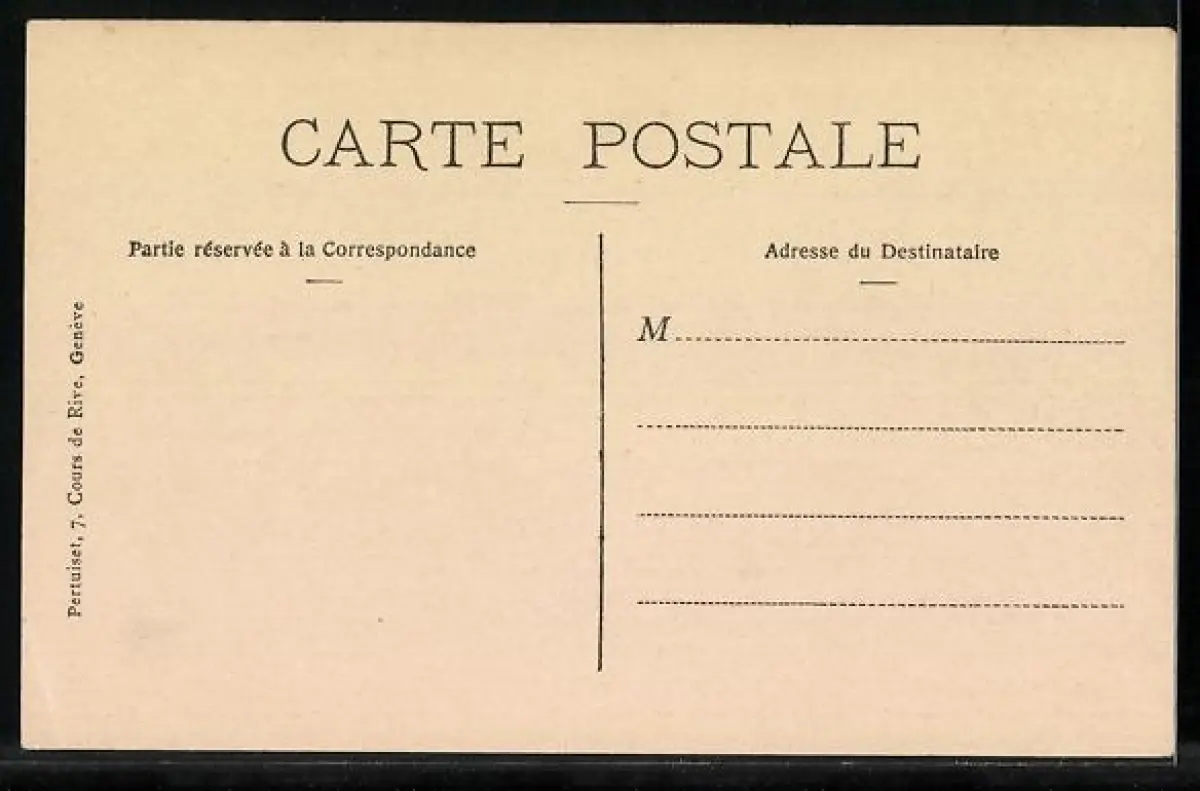 CARTE POSTALE
Partie réservée à la Correspondance
Adresse du Destinataire
M
Pertuiset, 7, Cours de Rive, Genève